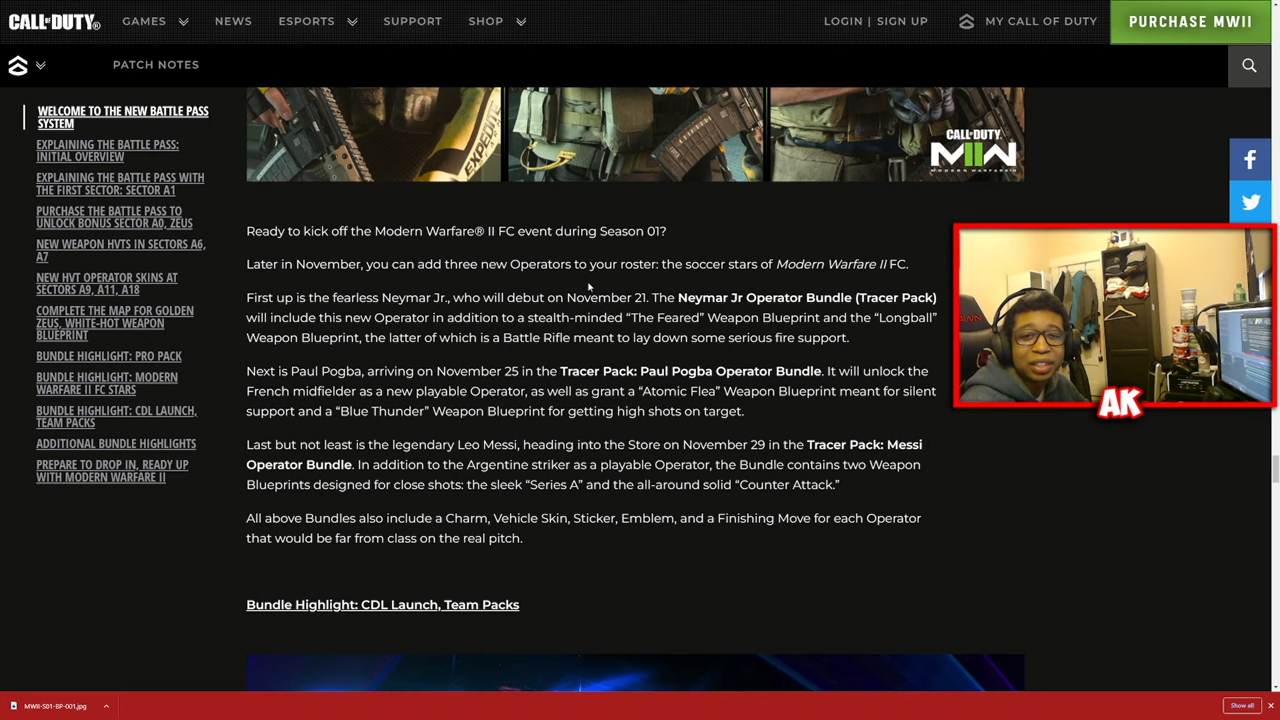 CALL OF DUTY®
GAMES
NEWS
ESPORTS
SUPPORT
SHOP
LOGIN | SIGN UP
MY CALL OF DUTY
PURCHASE MWII
PATCH NOTES
WELCOME TO THE NEW BATTLE PASS
SYSTEM
EXPLAINING THE BATTLE PASS:
INITIAL OVERVIEW
EXPLAINING THE BATTLE PASS WITH
THE FIRST SECTOR: SECTOR A1
PURCHASE THE BATTLE PASS TO
UNLOCK BONUS SECTOR A0, ZEUS
NEW WEAPON HVTS IN SECTORS A6,
A7
NEW HVT OPERATOR SKINS AT
SECTORS A9, A11, A18
COMPLETE THE MAP FOR GOLDEN
ZEUS, WHITE-HOT WEAPON
BLUEPRINT
BUNDLE HIGHLIGHT: PRO PACK
BUNDLE HIGHLIGHT: MODERN
WARFARE II FC STARS
BUNDLE HIGHLIGHT: CDL LAUNCH,
TEAM PACKS
ADDITIONAL BUNDLE HIGHLIGHTS
PREPARE TO DROP IN, READY UP
WITH MODERN WARFARE II
EXPEDITE
CALL OF DUTY
MWII
MODERN WARFARE II
Ready to kick off the Modern Warfare® II FC event during Season 01?
Later in November, you can add three new Operators to your roster: the soccer stars of Modern Warfare II FC.
First up is the fearless Neymar Jr., who will debut on November 21. The Neymar Jr Operator Bundle (Tracer Pack)
will include this new Operator in addition to a stealth-minded “The Feared” Weapon Blueprint and the “Longball”
Weapon Blueprint, the latter of which is a Battle Rifle meant to lay down some serious fire support.
Next is Paul Pogba, arriving on November 25 in the Tracer Pack: Paul Pogba Operator Bundle. It will unlock the
French midfielder as a new playable Operator, as well as grant a “Atomic Flea” Weapon Blueprint meant for silent
support and a “Blue Thunder” Weapon Blueprint for getting high shots on target.
Last but not least is the legendary Leo Messi, heading into the Store on November 29 in the Tracer Pack: Messi
Operator Bundle. In addition to the Argentine striker as a playable Operator, the Bundle contains two Weapon
Blueprints designed for close shots: the sleek “Series A” and the all-around solid “Counter Attack.”
All above Bundles also include a Charm, Vehicle Skin, Sticker, Emblem, and a Finishing Move for each Operator
that would be far from class on the real pitch.
Bundle Highlight: CDL Launch, Team Packs
AK
MWII-S01-BP-001.jpg
Show all